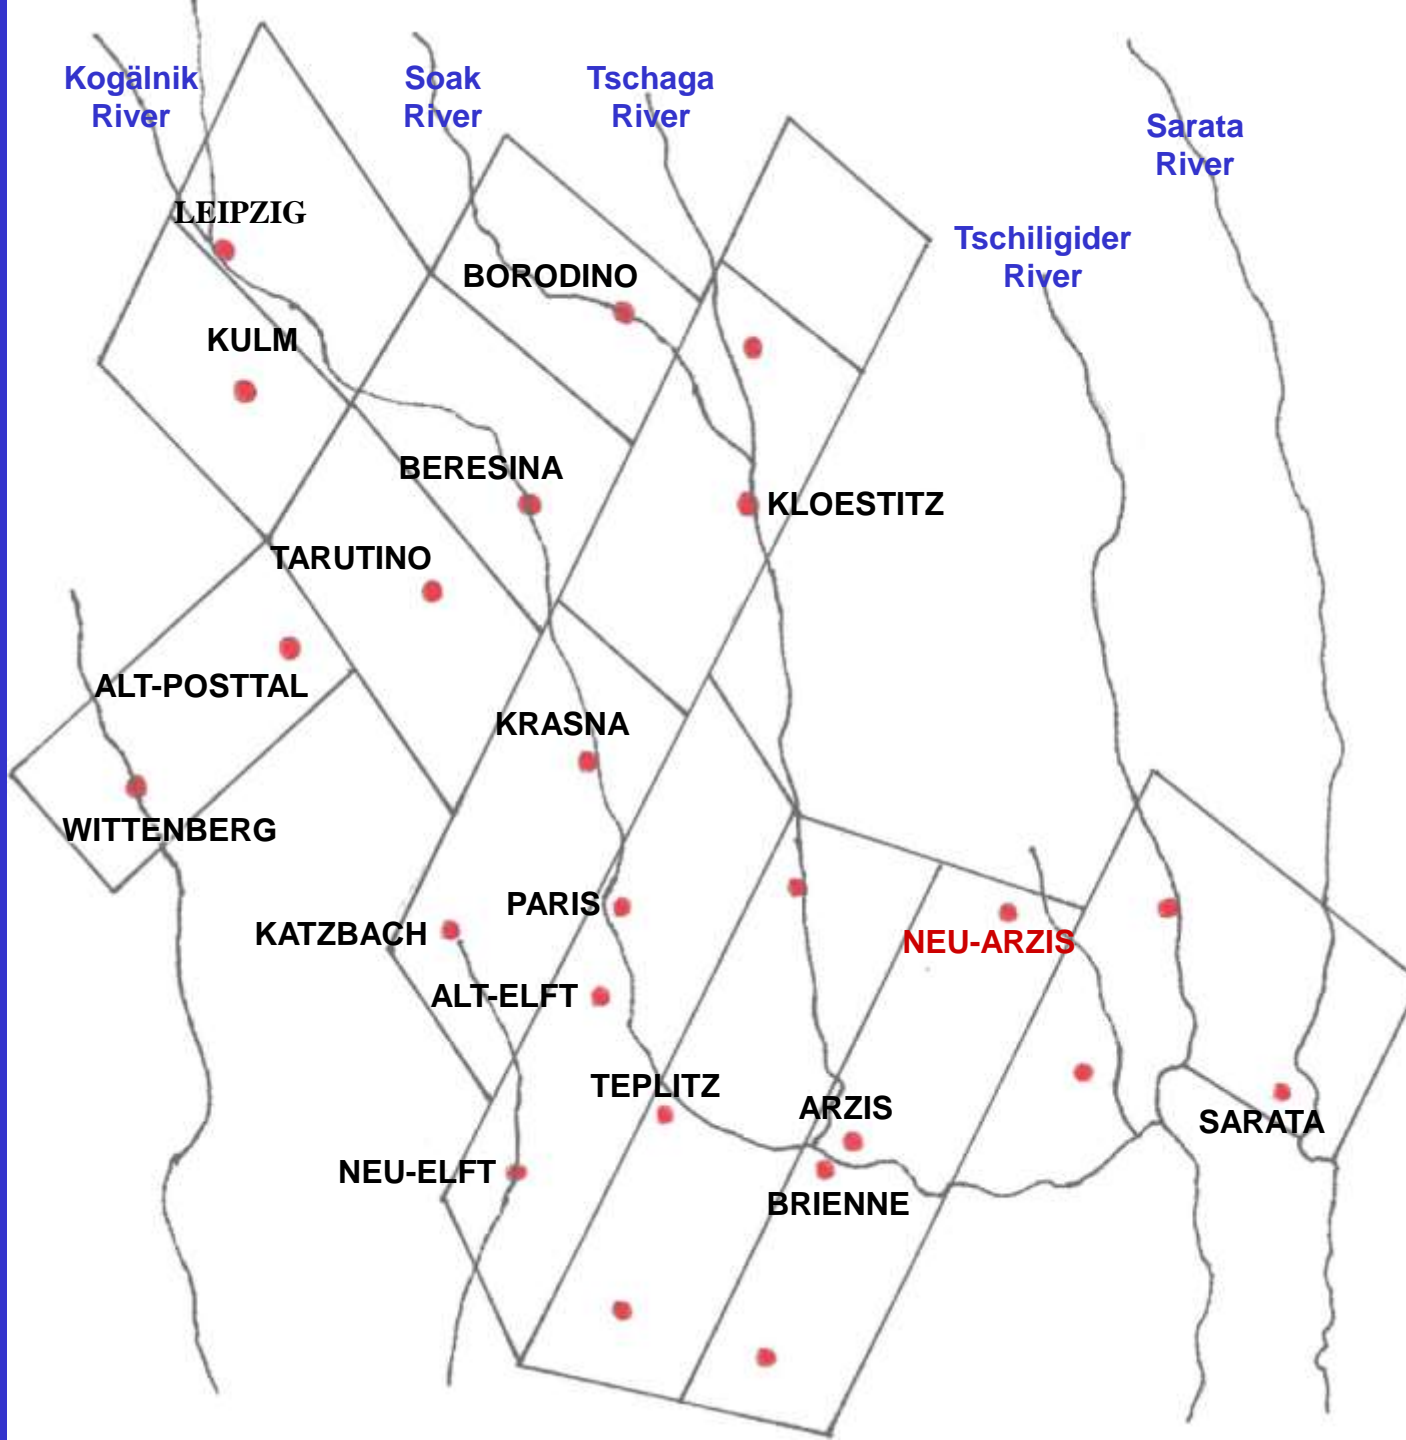 Kogälnik
River
Soak
River
Tschaga
River
Sarata
River
LEIPZIG
Tschiligider
River
BORODINO
KULM
BERESINA
KLOESTITZ
TARUTINO
ALT-POSTTAL
KRASNA
WITTENBERG
PARIS
KATZBACH
NEU-ARZIS
ALT-ELFT
TEPLITZ
ARZIS
SARATA
NEU-ELFT
BRIENNE